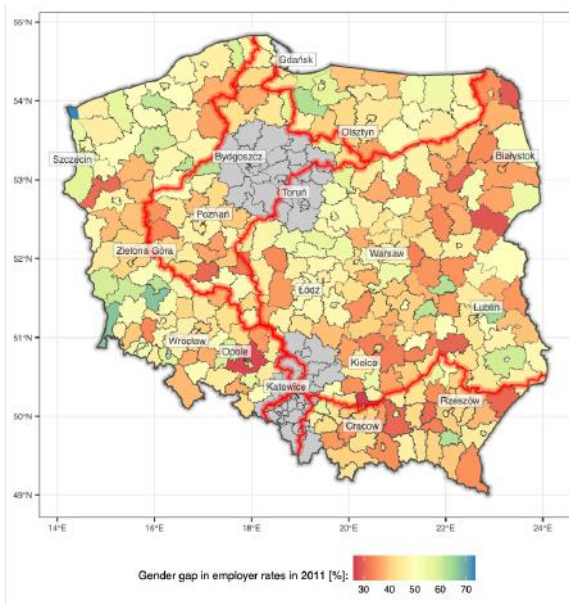 55°N
Gdańsk
54°N
Olsztyn
Szczecin
Bydgoszcz
Białystok
53°N
Toruń
Poznań
Zielona Góra
Warsaw
52°N
Łódź
Lublin
51°N
Wrocław
Opole
Kielce
Katowice
Rzeszów
50°N
Cracow
49°N
14°E 16°E 18°E 20°E 22°E 24°E
Gender gap in employer rates in 2011 [%]:
30 40 50 60 70